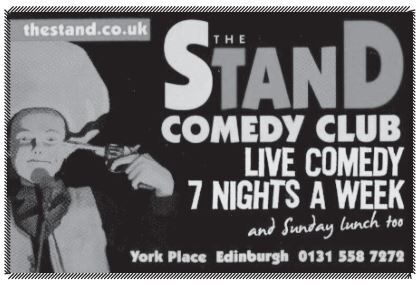 thestand.co.uk
THE
STAND
COMEDY CLUB
LIVE COMEDY
7 NIGHTS A WEEK
and Sunday lunch too
York Place Edinburgh 0131 558 7272